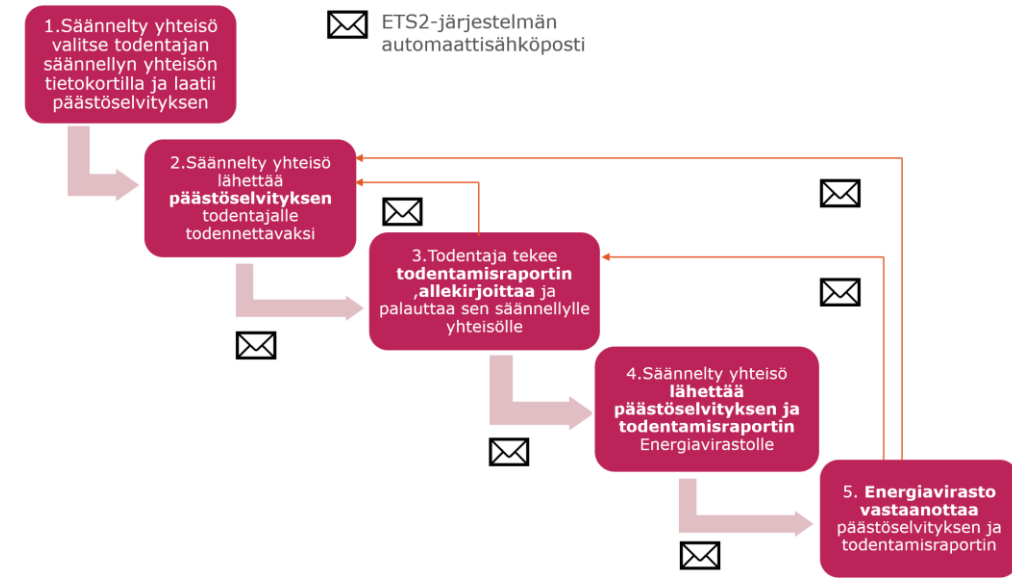 1.Säännelty yhteisö
valitse todentajan
säännellyn yhteisön
tietokortilla ja laatii
päästöselvityksen
ETS2-järjestelmän
automaattisähköposti
2.Säännelty yhteisö
lähettää
päästöselvityksen
todentajalle
todennettavaksi
3.Todentaja tekee
todentamisraportin
,allekirjoittaa ja
palauttaa sen säännellylle
yhteisölle
4.Säännelty yhteisö
lähettää
päästöselvityksen ja
todentamisraportin
Energiavirastolle
5. Energiavirasto
vastaanottaa
päästöselvityksen ja
todentamisraportin